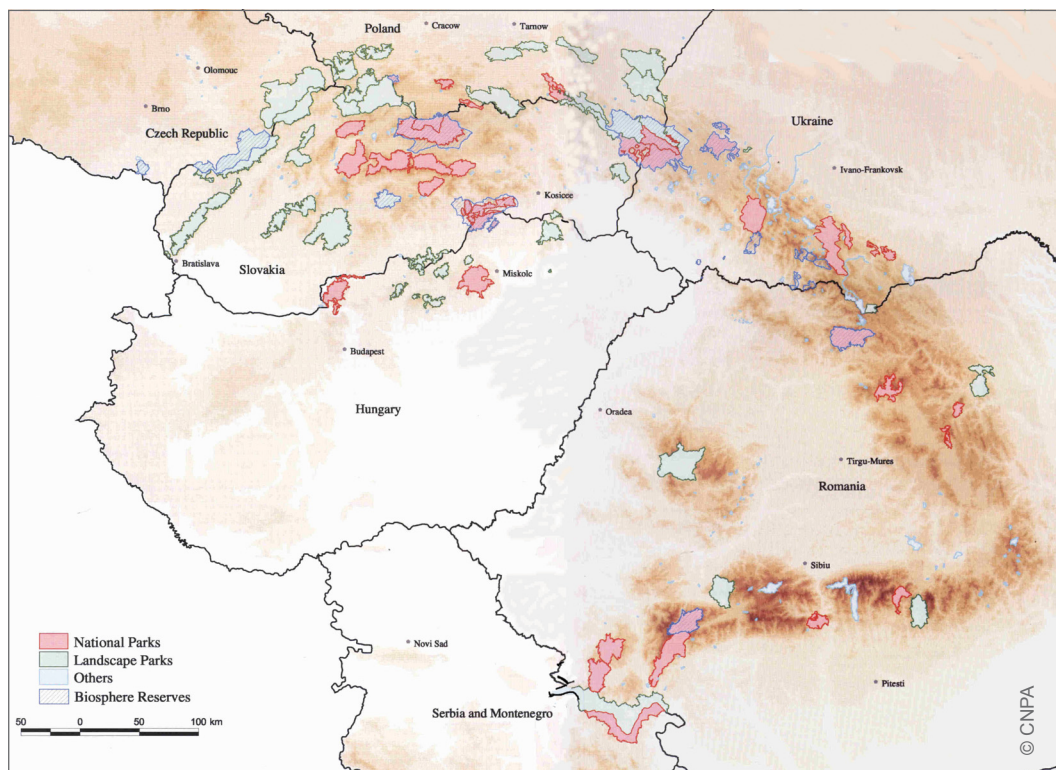 Poland
Cracow
Tarnow
Olomouc
Brno
Czech Republic
Ukraine
Ivano-Frankovsk
Kosicee
Bratislava
Slovakia
Miskolc
Budapest
Hungary
Oradea
Tirgu-Mures
Romania
Sibiu
National Parks
Landscape Parks
Others
Biosphere Reserves
50 0 50 100 km
Novi Sad
Serbia and Montenegro
Pitesti
© CNPA